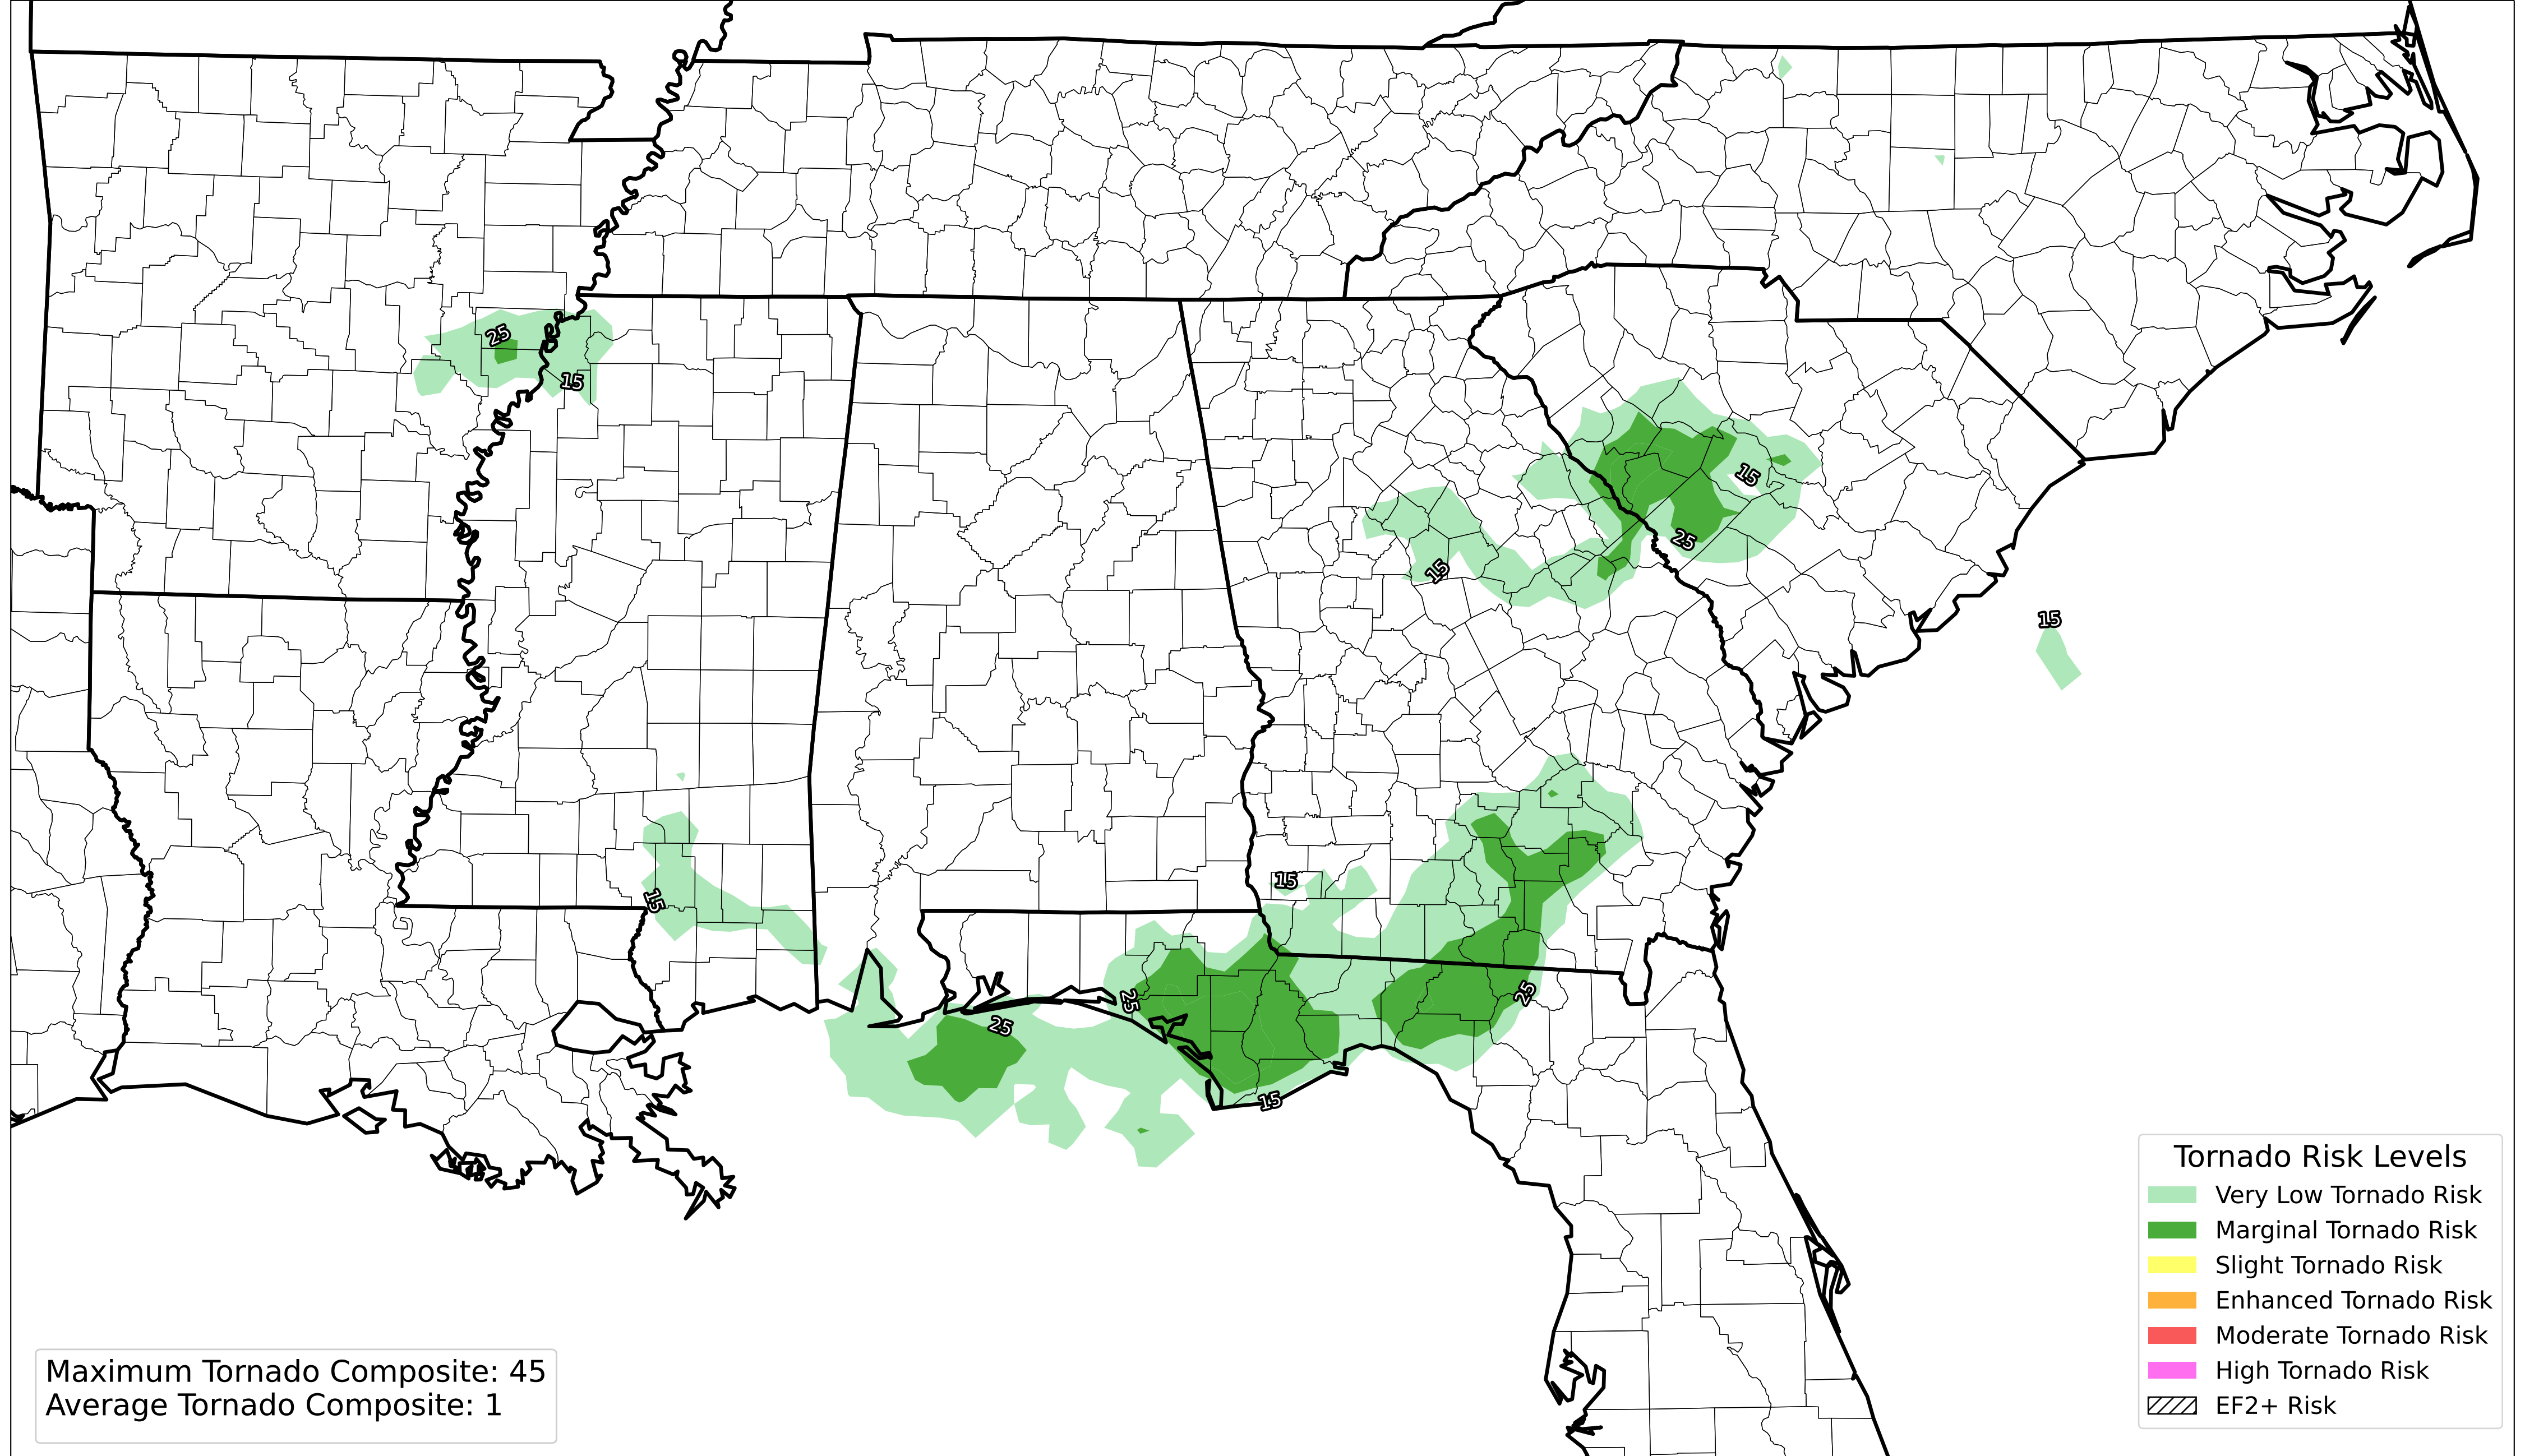 25
15
15
25
15
15
15
15
25
25
25
15
Tornado Risk Levels
Very Low Tornado Risk
Marginal Tornado Risk
Slight Tornado Risk
Enhanced Tornado Risk
Moderate Tornado Risk
High Tornado Risk
EF2+ Risk
Maximum Tornado Composite: 45
Average Tornado Composite: 1